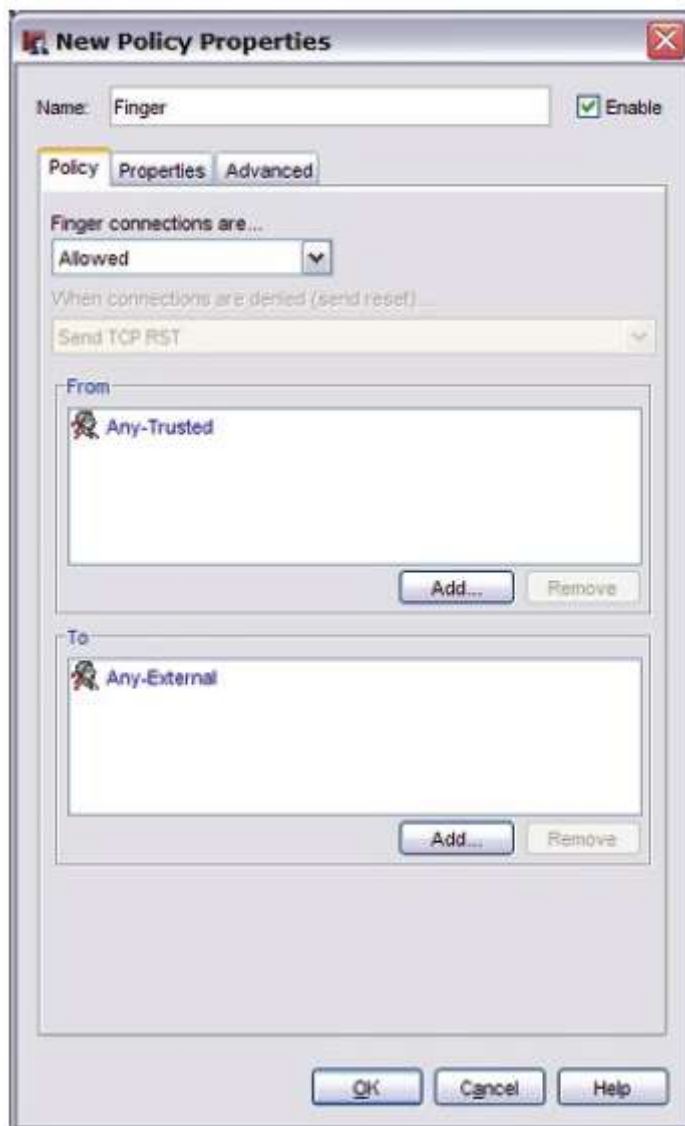 New Policy Properties
Name: Finger Enable
Policy Properties Advanced
Finger connections are...
Allowed
When connections are denied (send reset)...
Send TCP RST
From
Any-Trusted
Add... Remove
To
Any-External
Add... Remove
OK Cancel Help